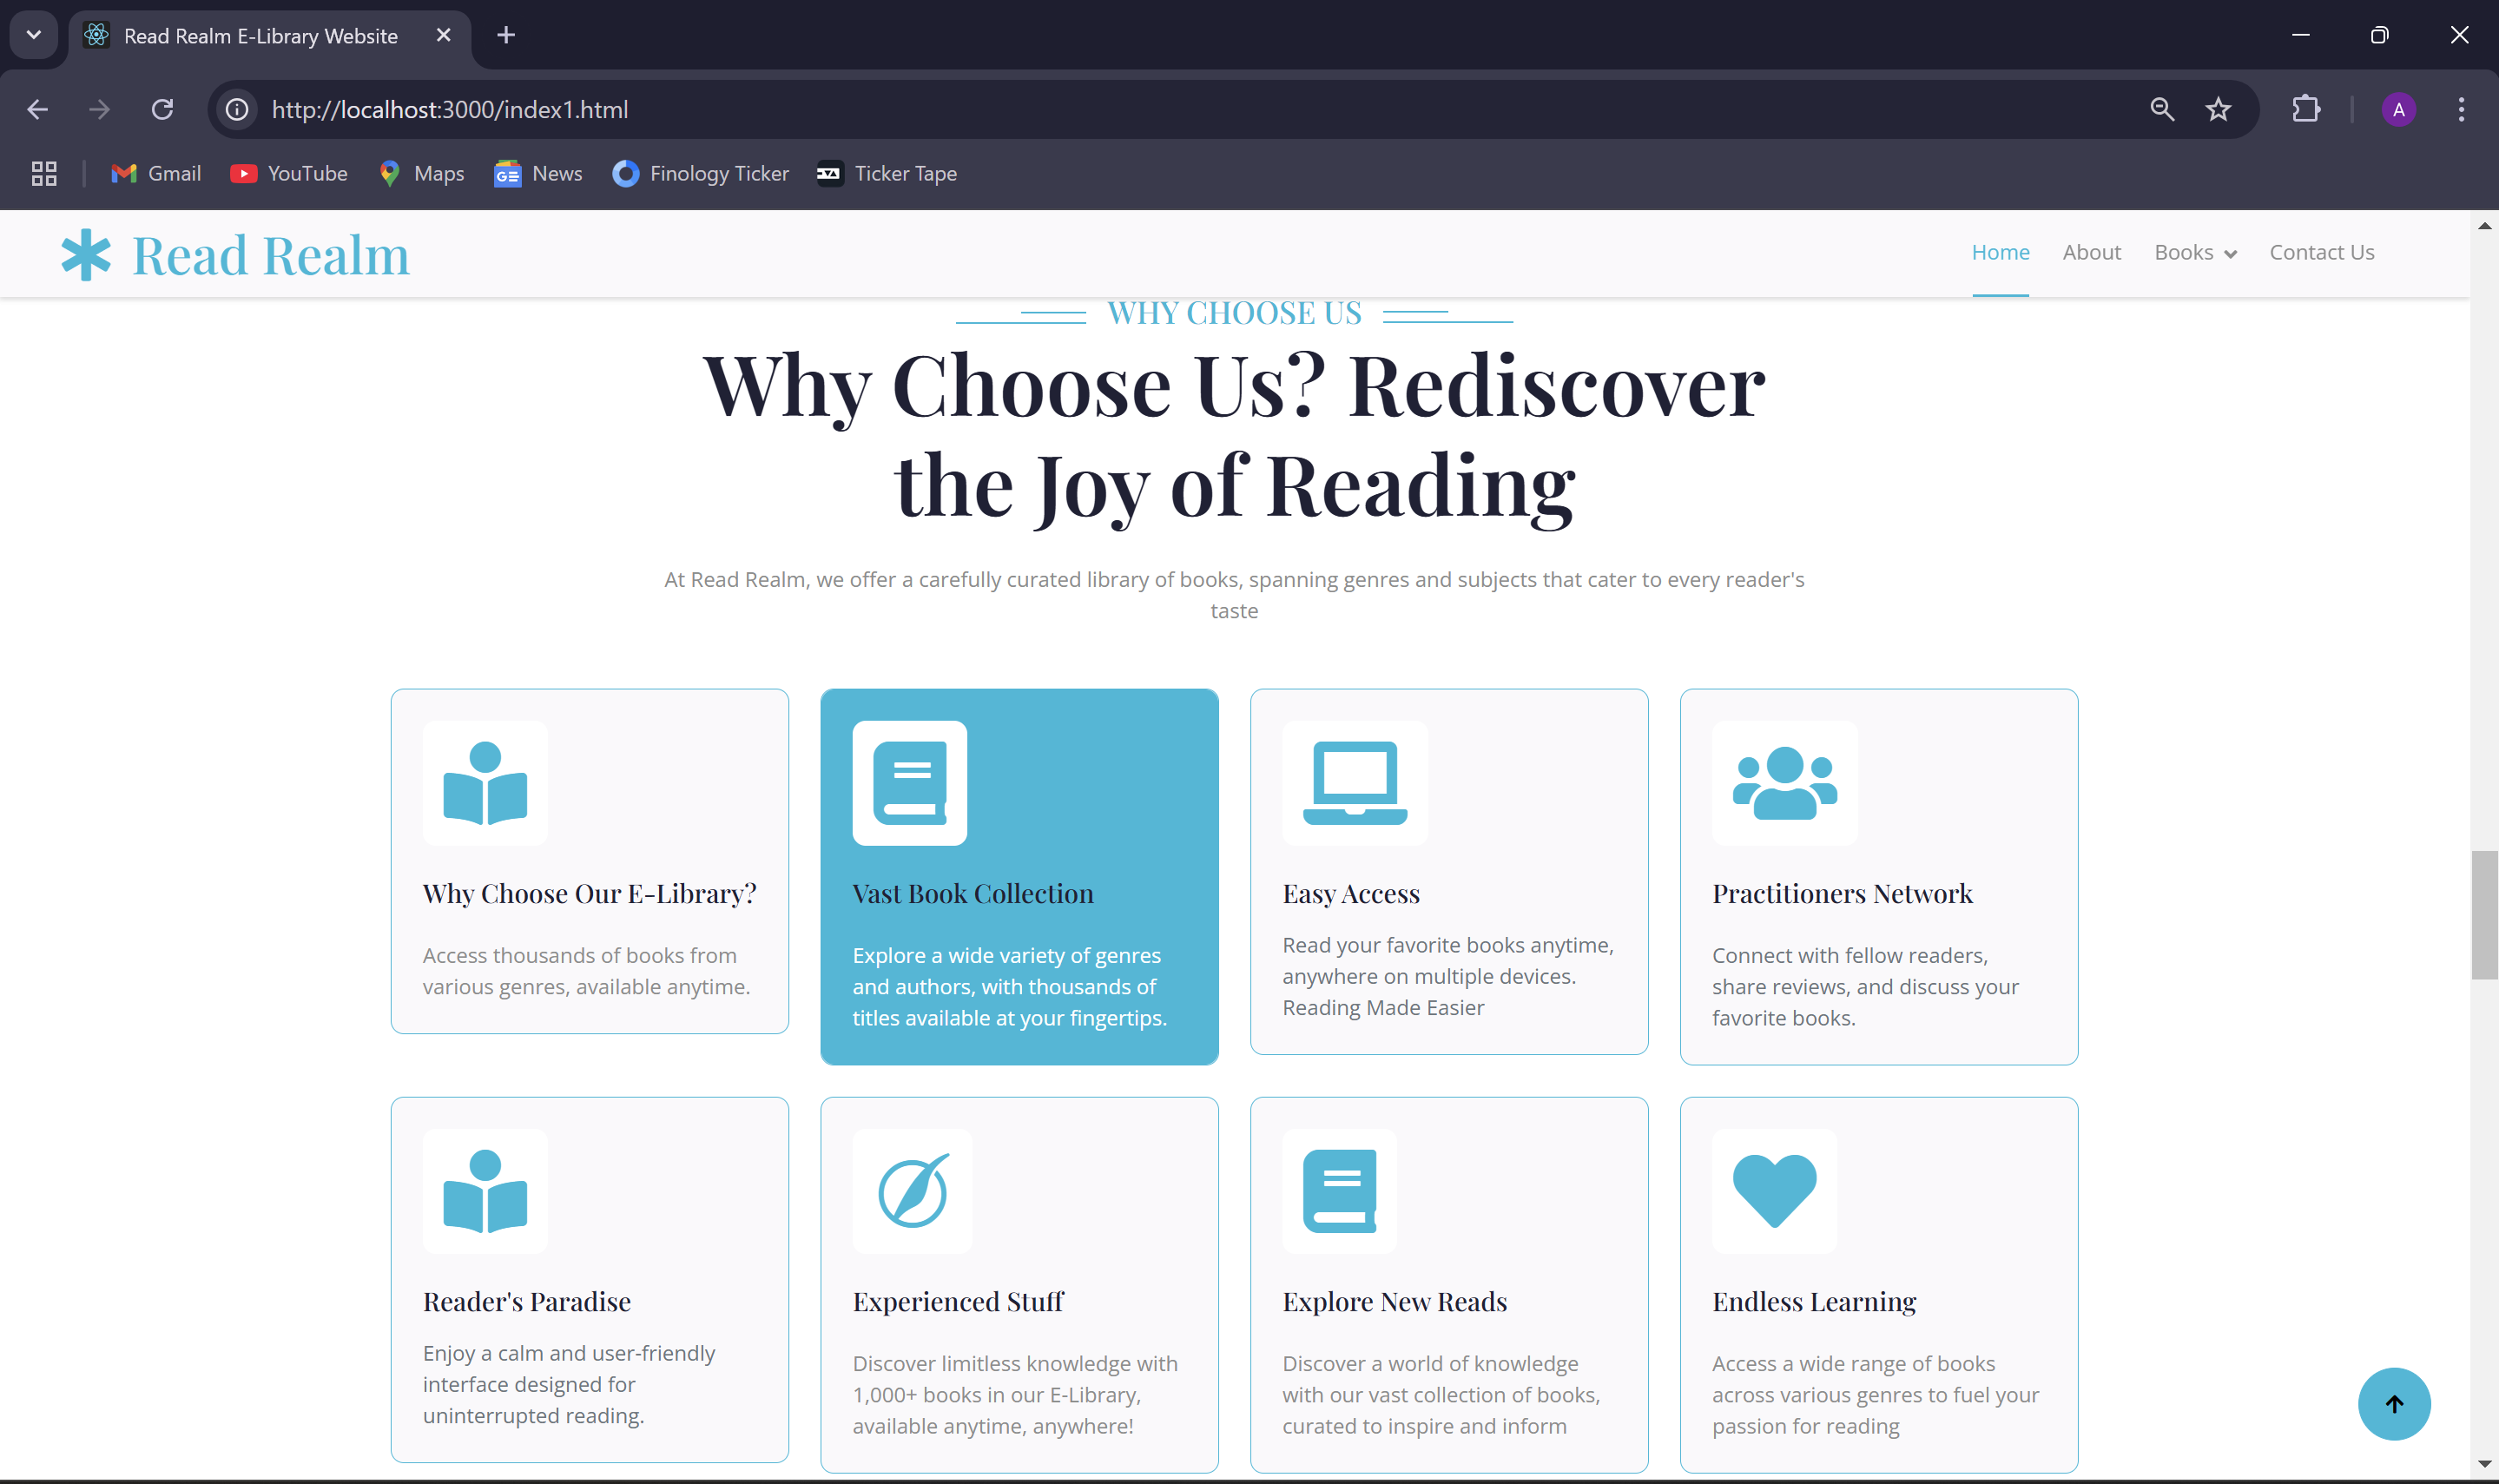 Read Realm E-Library Website
http://localhost:3000/index1.html
A
Gmail
YouTube
Maps
GE
News
Finology Ticker
Ticker Tape
Read Realm
Home
About
Books
Contact Us
WHY CHOOSE US
Why Choose Us? Rediscover
the Joy of Reading
At Read Realm, we offer a carefully curated library of books, spanning genres and subjects that cater to every reader's
taste
Why Choose Our E-Library?
Access thousands of books from
various genres, available anytime.
Vast Book Collection
Explore a wide variety of genres
and authors, with thousands of
titles available at your fingertips.
Easy Access
Read your favorite books anytime,
anywhere on multiple devices.
Reading Made Easier
Practitioners Network
Connect with fellow readers,
share reviews, and discuss your
favorite books.
Reader's Paradise
Enjoy a calm and user-friendly
interface designed for
uninterrupted reading.
Experienced Stuff
Discover limitless knowledge with
1,000+ books in our E-Library,
available anytime, anywhere!
Explore New Reads
Discover a world of knowledge
with our vast collection of books,
curated to inspire and inform
Endless Learning
Access a wide range of books
across various genres to fuel your
passion for reading